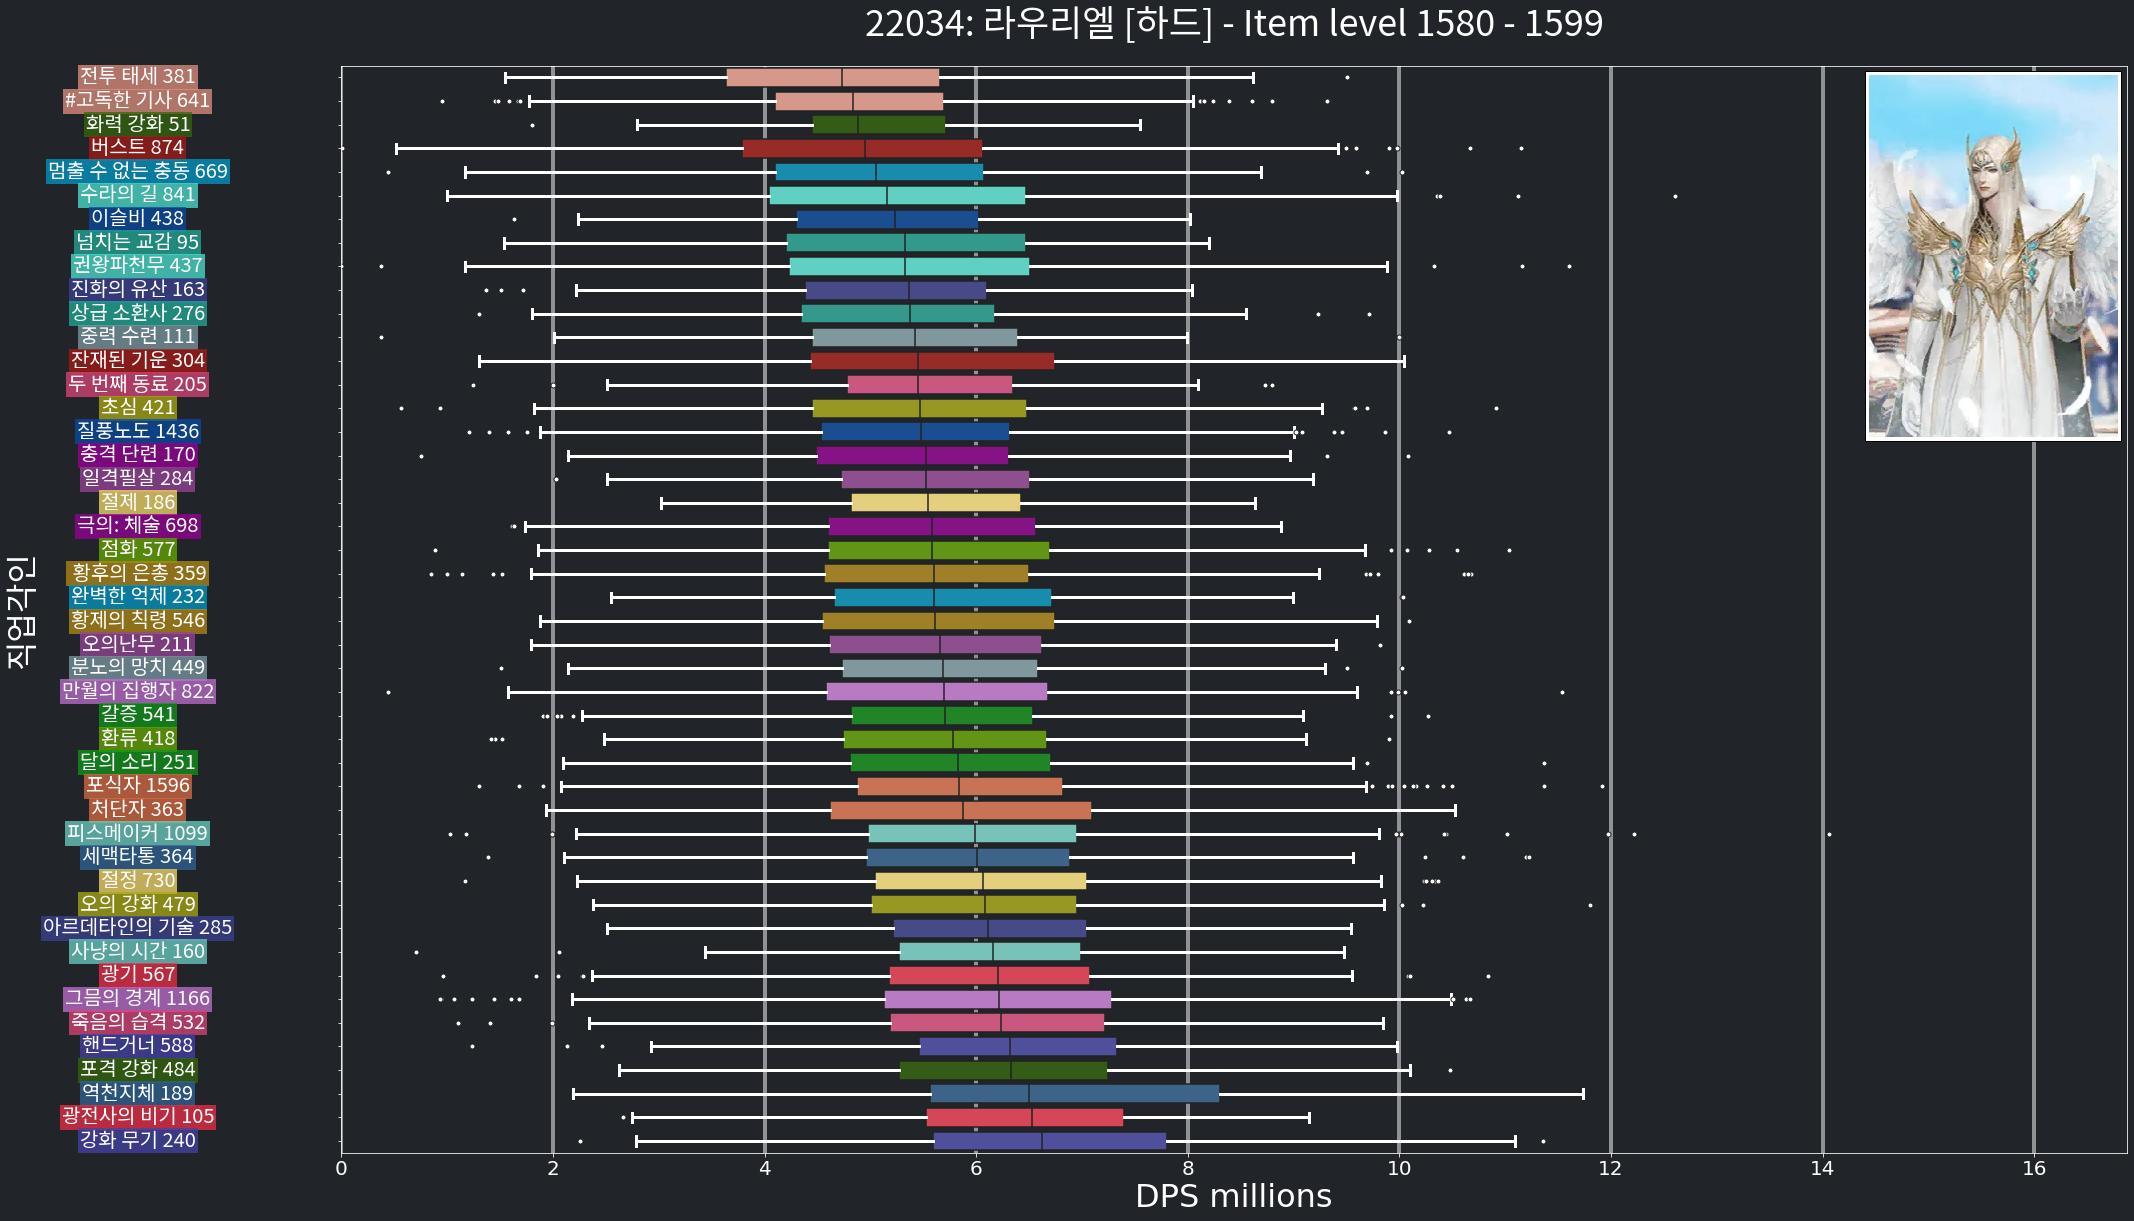 22034: 라우리엘 [하드] - Item level 1580 - 1599
전투 태세 381
#고독한 기사 641
화력 강화 51
버스트 874
멈출 수 없는 충동 669
수라의 길 841
이슬비 438
넘치는 교감 95
권왕파천무 437
진화의 유산 163
상급 소환사 276
중력 수련 111
잔재된 기운 304
두 번째 동료 205
초심 421
질풍노도 1436
충격 단련 170
일격필살 284
절제 186
극의: 체술 698
점화 577
황후의 은총 359
완벽한 억제 232
황제의 칙령 546
오의난무 211
분노의 망치 449
만월의 집행자 822
갈증 541
환류 418
달의 소리 251
포식자 1596
처단자 363
피스메이커 1099
세맥타통 364
절정 730
오의 강화 479
아르데타인의 기술 285
사냥의 시간 160
광기 567
그믐의 경계 1166
죽음의 습격 532
핸드거너 588
포격 강화 484
역천지체 189
광전사의 비기 105
강화 무기 240
직업각인
0 2 4 6 8 10 12 14 16
DPS millions